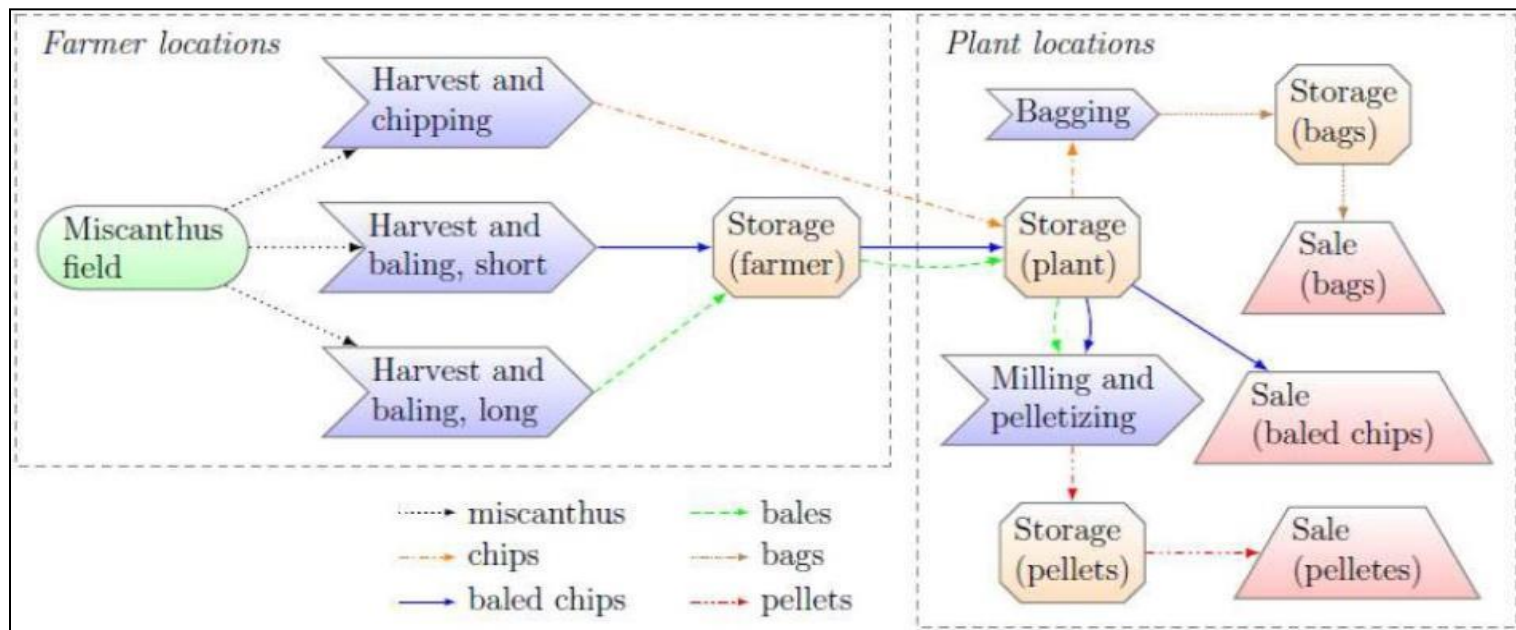 Farmer locations
Harvest and
chipping
Miscanthus
field
Harvest and
baling, short
Harvest and
baling, long
Storage
(farmer)
Plant locations
Bagging
Storage
(bags)
Storage
(plant)
Sale
(bags)
Milling and
pelletizing
Sale
(baled chips)
Storage
(pellets)
Sale
(pelletes)
miscanthus
chips
baled chips
bales
bags
pellets